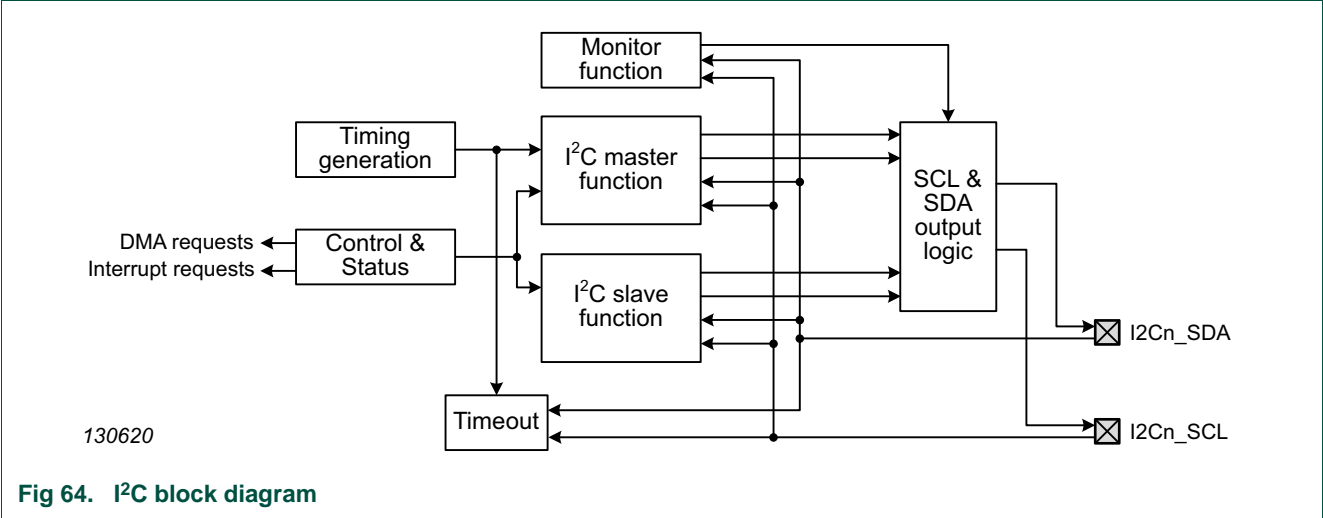 Monitor
function
Timing
generation
I²C master
function
SCL &
SDA
output
logic
DMA requests
Interrupt requests
Control &
Status
I²C slave
function
I2Cn_SDA
Timeout
I2Cn_SCL
130620
Fig 64. I²C block diagram